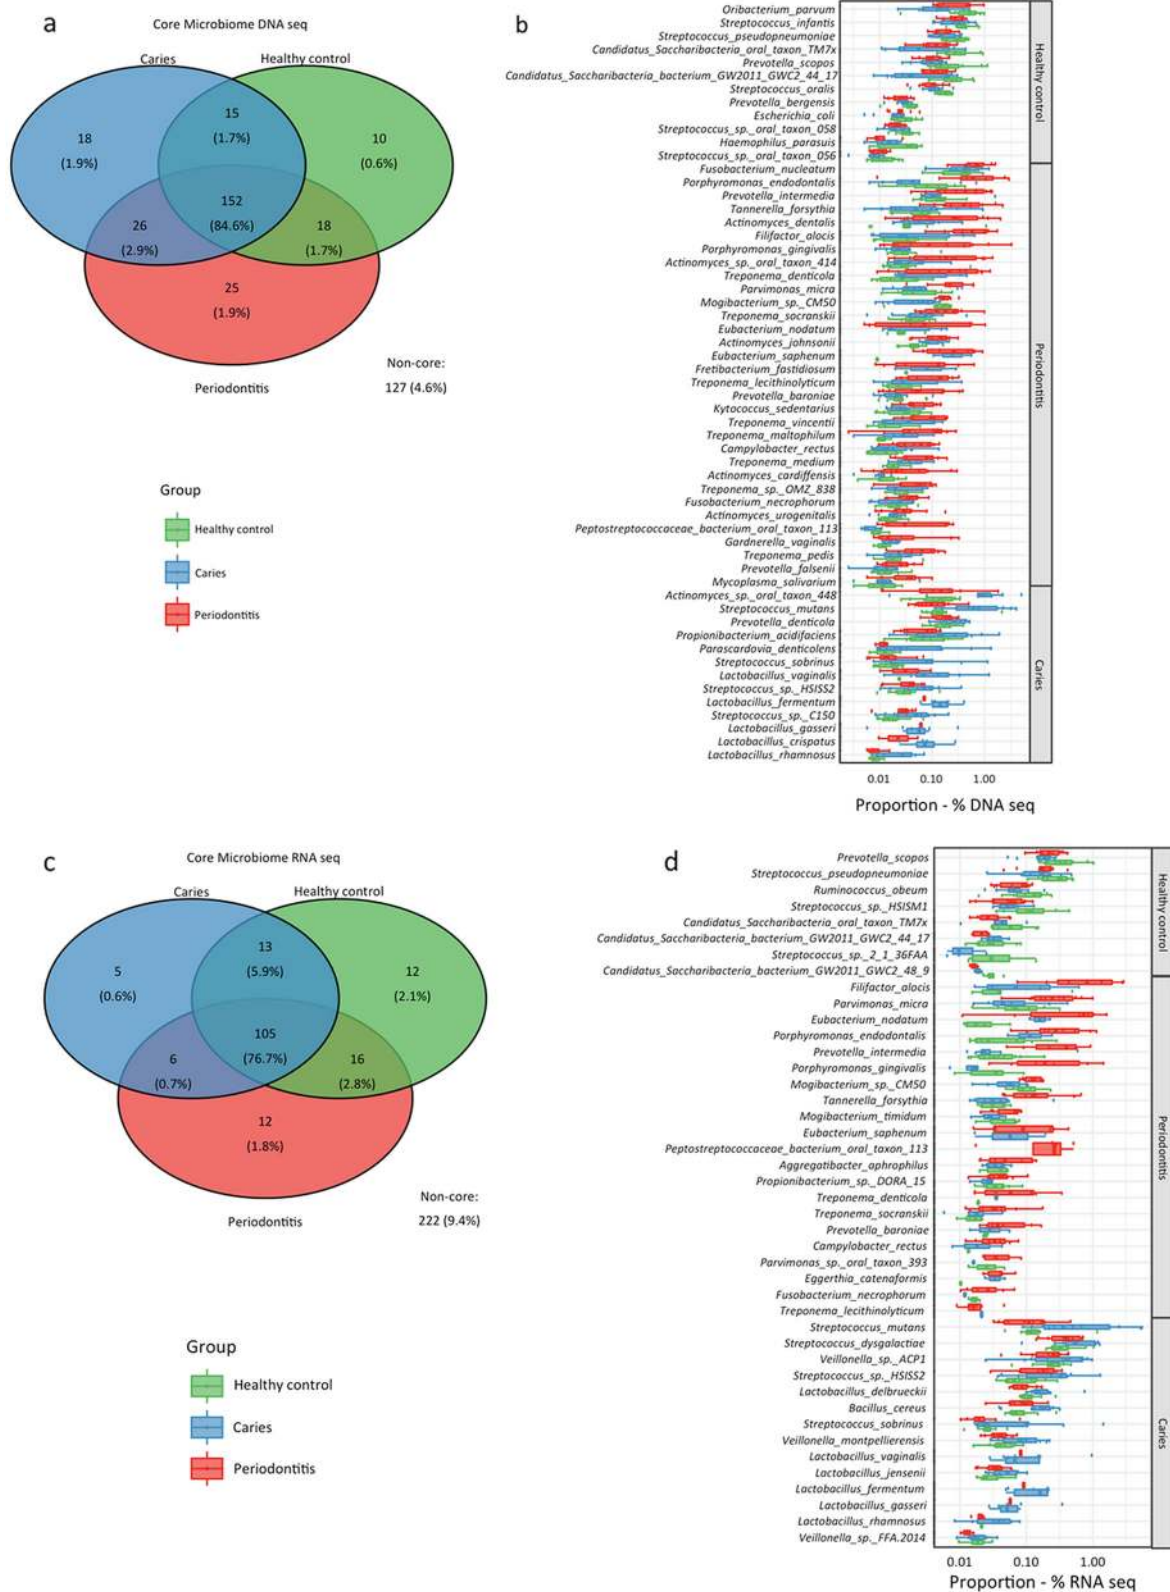 a
Core Microbiome DNA seq
Caries
Healthy control
18
(1.9%)
15
(1.7%)
10
(0.6%)
152
(84.6%)
26
(2.9%)
18
(1.7%)
25
(1.9%)
Periodontitis
Non-core:
127 (4.6%)
Group
Healthy control
Caries
Periodontitis
b
Oribacterium_parvum
Streptococcus_infantis
Streptococcus_pseudopneumoniae
Candidatus_Saccharibacteria_oral_taxon_TM7x
Prevotella_scopos
Candidatus_Saccharibacteria_bacterium_GW2011_GWC2_44_17
Streptococcus_oralis
Prevotella_bergensis
Escherichia_coli
Streptococcus_sp._oral_taxon_058
Haemophilus_parasuis
Streptococcus_sp._oral_taxon_056
Healthy control
Fusobacterium_nucleatum
Porphyromonas_endodontalis
Prevotella_intermedia
Tannerella_forsythia
Actinomyces_dentalis
Filifactor_alocis
Porphyromonas_gingivalis
Actinomyces_sp._oral_taxon_414
Treponema_denticola
Parvimonas_micra
Mogibacterium_sp._CM50
Treponema_socranskii
Eubacterium_nodatum
Actinomyces_johnsonii
Eubacterium_saphenum
Fretibacterium_fastidiosum
Treponema_lecithinolyticum
Prevotella_baroniae
Kytococcus_sedentarius
Treponema_vincentii
Treponema_maltophilum
Campylobacter_rectus
Treponema_medium
Actinomyces_cardiffensis
Treponema_sp._OMZ_838
Fusobacterium_necrophorum
Actinomyces_urogenitalis
Peptostreptococcaceae_bacterium_oral_taxon_113
Gardnerella_vaginalis
Treponema_pedis
Prevotella_falsenii
Mycoplasma_salivarium
Periodontitis
Actinomyces_sp._oral_taxon_448
Streptococcus_mutans
Prevotella_denticola
Propionibacterium_acidifaciens
Parascardovia_denticolens
Streptococcus_sobrinus
Lactobacillus_vaginalis
Streptococcus_sp._HSISS2
Lactobacillus_fermentum
Streptococcus_sp._C150
Lactobacillus_gasseri
Lactobacillus_crispatus
Lactobacillus_rhamnosus
Caries
0.01 0.10 1.00
Proportion - % DNA seq
c
Core Microbiome RNA seq
Caries
Healthy control
5
(0.6%)
13
(5.9%)
12
(2.1%)
105
(76.7%)
6
(0.7%)
16
(2.8%)
12
(1.8%)
Periodontitis
Non-core:
222 (9.4%)
Group
Healthy control
Caries
Periodontitis
d
Prevotella_scopos
Streptococcus_pseudopneumoniae
Ruminococcus_obeum
Streptococcus_sp._HSISM1
Candidatus_Saccharibacteria_oral_taxon_TM7x
Candidatus_Saccharibacteria_bacterium_GW2011_GWC2_44_17
Streptococcus_sp._2_1_36FAA
Candidatus_Saccharibacteria_bacterium_GW2011_GWC2_48_9
Healthy control
Filifactor_alocis
Parvimonas_micra
Eubacterium_nodatum
Porphyromonas_endodontalis
Prevotella_intermedia
Porphyromonas_gingivalis
Mogibacterium_sp._CM50
Tannerella_forsythia
Mogibacterium_timidum
Eubacterium_saphenum
Peptostreptococcaceae_bacterium_oral_taxon_113
Aggregatibacter_aphrophilus
Propionibacterium_sp._DORA_15
Treponema_denticola
Treponema_socranskii
Prevotella_baroniae
Campylobacter_rectus
Parvimonas_sp._oral_taxon_393
Eggerthia_catenaformis
Fusobacterium_necrophorum
Treponema_lecithinolyticum
Periodontitis
Streptococcus_mutans
Streptococcus_dysgalactiae
Veillonella_sp._ACP1
Streptococcus_sp._HSISS2
Lactobacillus_delbrueckii
Bacillus_cereus
Streptococcus_sobrinus
Veillonella_montpellierensis
Lactobacillus_vaginalis
Lactobacillus_jensenii
Lactobacillus_fermentum
Lactobacillus_gasseri
Lactobacillus_rhamnosus
Veillonella_sp._FFA.2014
Caries
0.01 0.10 1.00
Proportion - % RNA seq